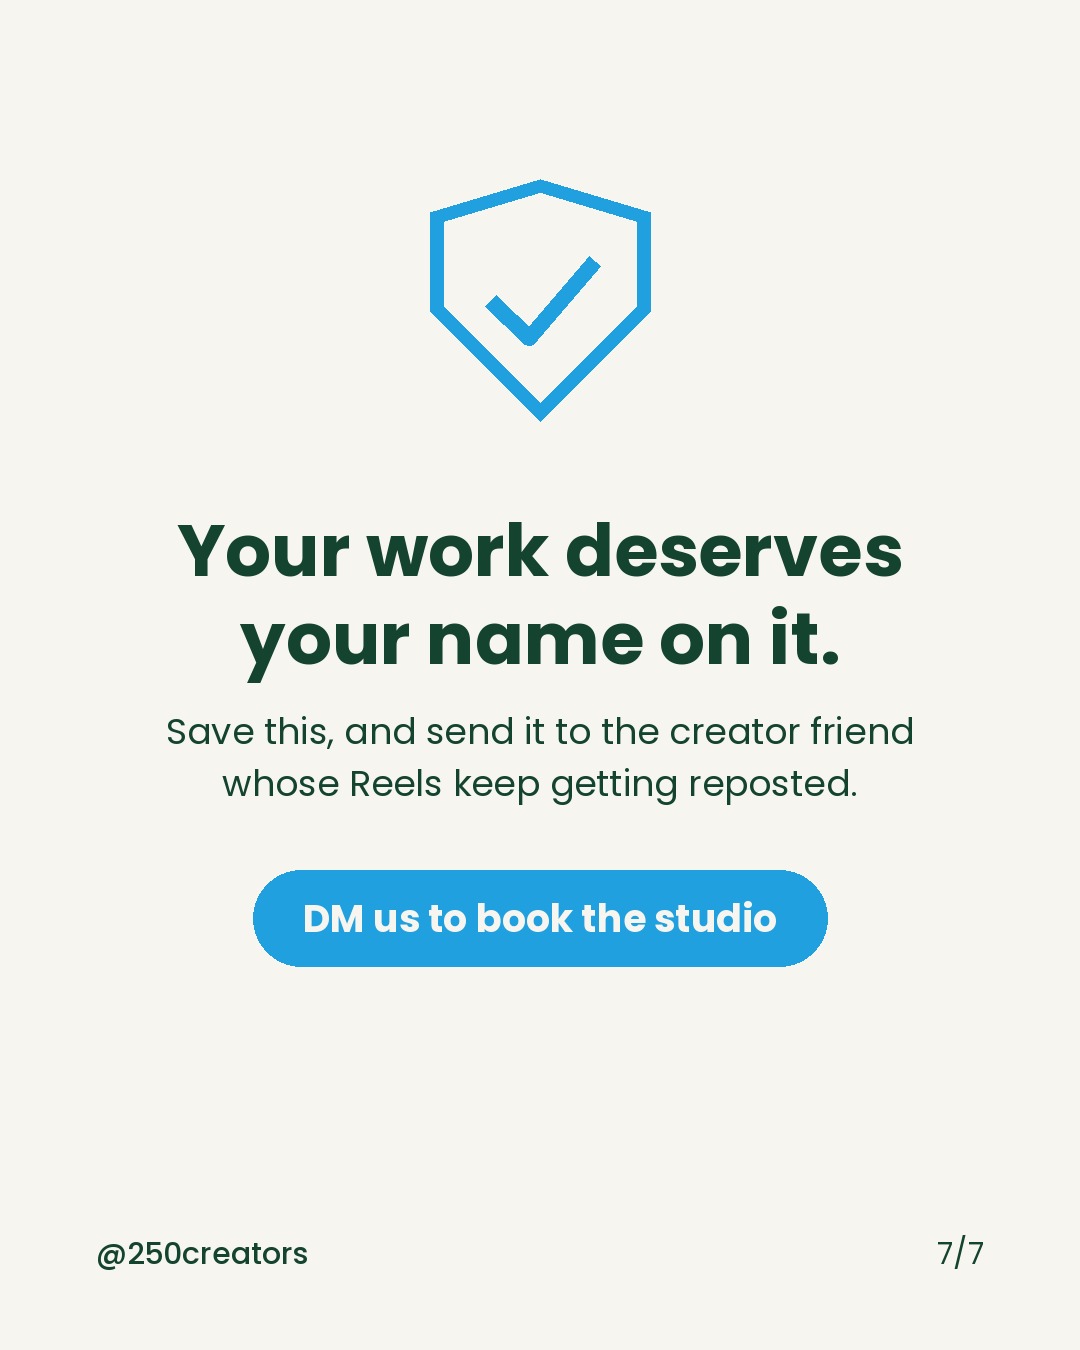 Your work deserves
your name on it.
Save this, and send it to the creator friend
whose Reels keep getting reposted.
DM us to book the studio
@250creators
7/7